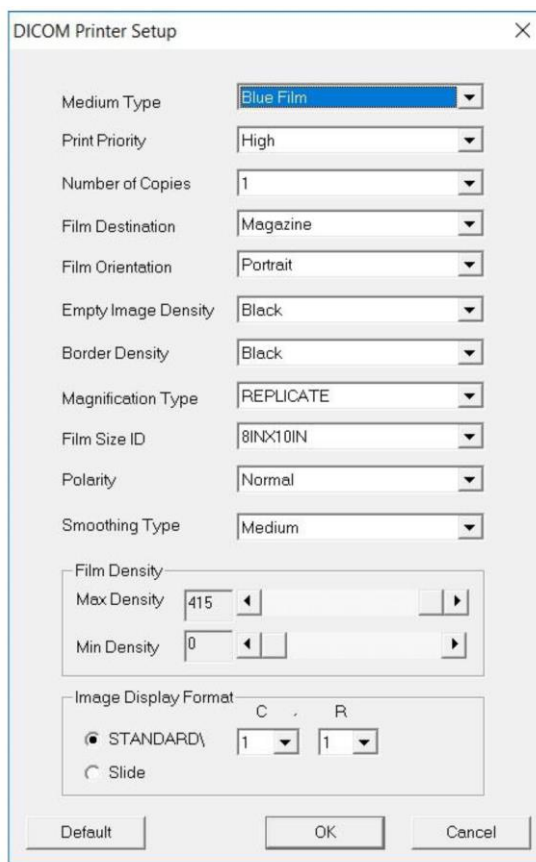 DICOM Printer Setup
Medium Type Blue Film
Print Priority High
Number of Copies 1
Film Destination Magazine
Film Orientation Portrait
Empty Image Density Black
Border Density Black
Magnification Type REPLICATE
Film Size ID 8INX10IN
Polarity Normal
Smoothing Type Medium
Film Density
Max Density 415
Min Density 0
Image Display Format
C , R
STANDARD\ 1 1
Slide
Default OK Cancel